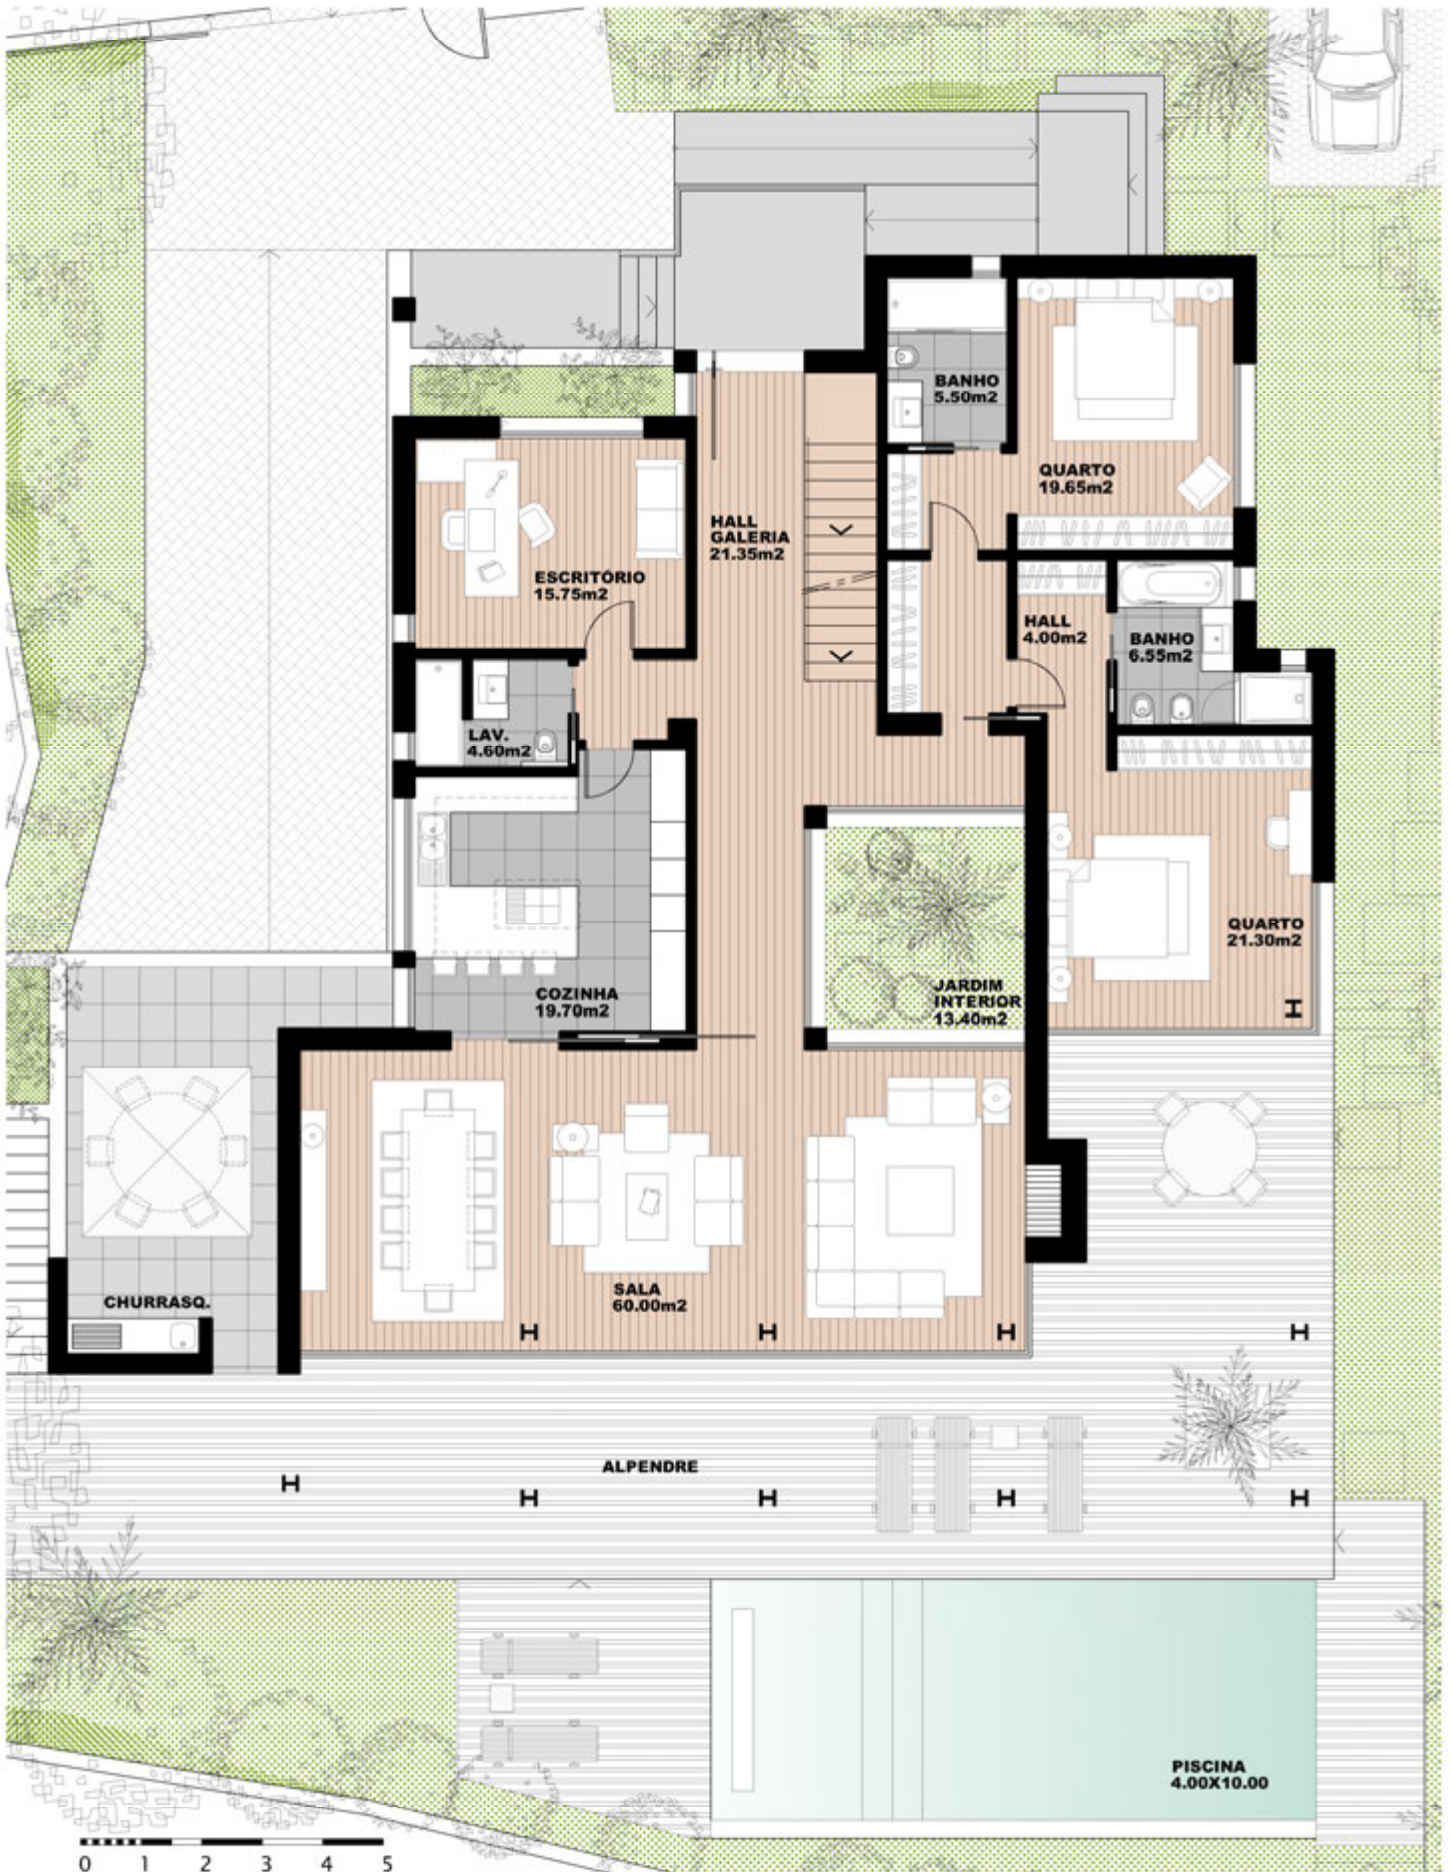 BANHO
5.50m2
QUARTO
19.65m2
HALL
GALERIA
21.35m2
ESCRITÓRIO
15.75m2
HALL
4.00m2
BANHO
6.55m2
LAV.
4.60m2
QUARTO
21.30m2
COZINHA
19.70m2
JARDIM
INTERIOR
13.40m2
SALA
60.00m2
CHURRASQ.
ALPENDRE
PISCINA
4.00X10.00
0 1 2 3 4 5